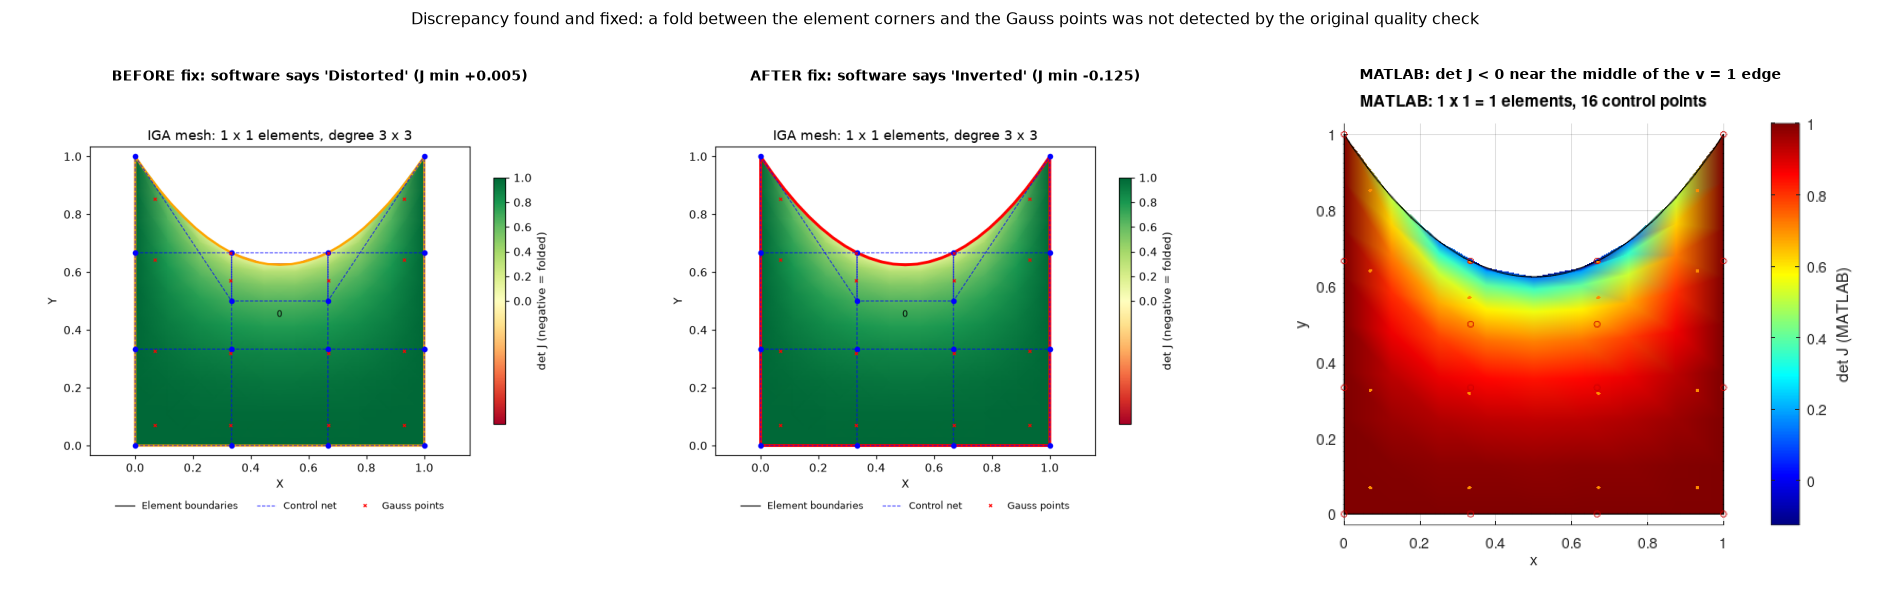 Discrepancy found and fixed: a fold between the element corners and the Gauss points was not detected by the original quality check
BEFORE fix: software says 'Distorted' (J min +0.005)
IGA mesh: 1 x 1 elements, degree 3 x 3
1.0
0.8
0.6
0.4
0.2
0.0
Y
0
0.0 0.2 0.4 0.6 0.8 1.0
X
1.0
0.8
0.6
0.4
0.2
0.0
det J (negative = folded)
Element boundaries Control net Gauss points
AFTER fix: software says 'Inverted' (J min -0.125)
IGA mesh: 1 x 1 elements, degree 3 x 3
1.0
0.8
0.6
0.4
0.2
0.0
Y
0
0.0 0.2 0.4 0.6 0.8 1.0
X
1.0
0.8
0.6
0.4
0.2
0.0
det J (negative = folded)
Element boundaries Control net Gauss points
MATLAB: det J < 0 near the middle of the v = 1 edge
MATLAB: 1 x 1 = 1 elements, 16 control points
1
0.8
0.6
0.4
0.2
0
y
0 0.2 0.4 0.6 0.8 1
x
1
0.8
0.6
0.4
0.2
0
det J (MATLAB)